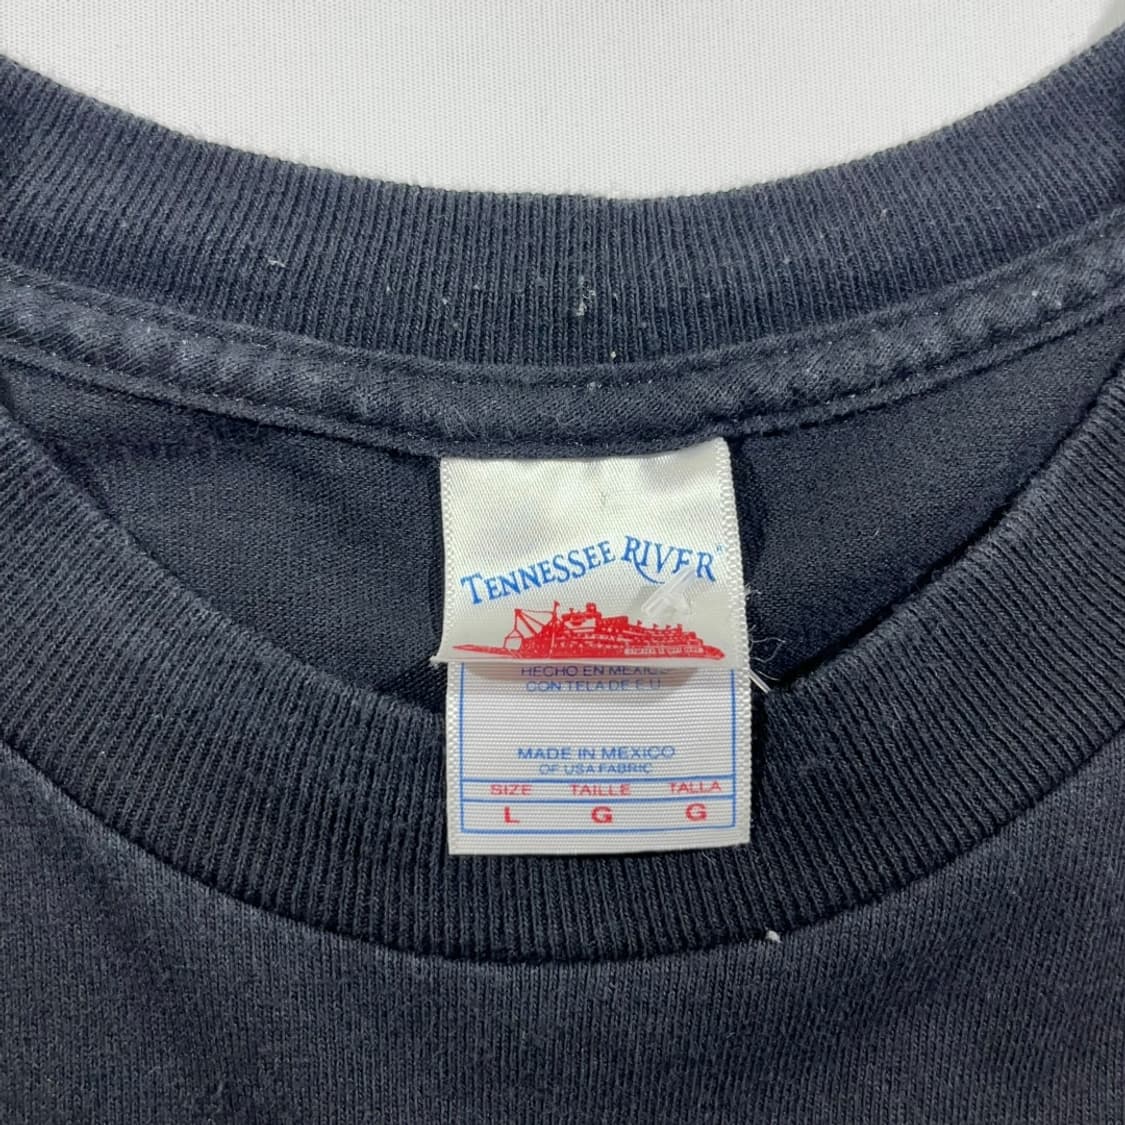 TENNESSEE RIVER
HECHO EN MEXICO
CON TELA DE E.U.
MADE IN MEXICO
OF USA FABRIC
SIZE TAILLE TALLA
L G G